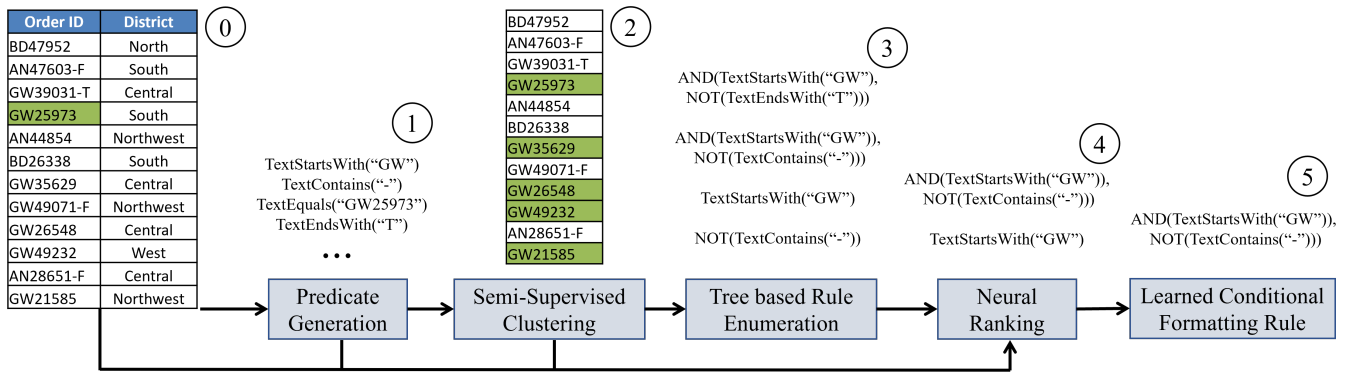 Order ID District
BD47952 North
AN47603-F South
GW39031-T Central
GW25973 South
AN44854 Northwest
BD26338 South
GW35629 Central
GW49071-F Northwest
GW26548 Central
GW49232 West
AN28651-F Central
GW21585 Northwest
0
1
TextStartsWith(“GW”)
TextContains(“-”)
TextEquals(“GW25973”)
TextEndsWith(“T”)
•••
Predicate
Generation
2
BD47952
AN47603-F
GW39031-T
GW25973
AN44854
BD26338
GW35629
GW49071-F
GW26548
GW49232
AN28651-F
GW21585
Semi-Supervised
Clustering
3
AND(TextStartsWith(“GW”),
NOT(TextEndsWith(“T”)))
AND(TextStartsWith(“GW”)),
NOT(TextContains(“-”)))
TextStartsWith(“GW”)
NOT(TextContains(“-”))
Tree based Rule
Enumeration
4
AND(TextStartsWith(“GW”)),
NOT(TextContains(“-”)))
TextStartsWith(“GW”)
Neural
Ranking
5
AND(TextStartsWith(“GW”)),
NOT(TextContains(“-”)))
Learned Conditional
Formatting Rule